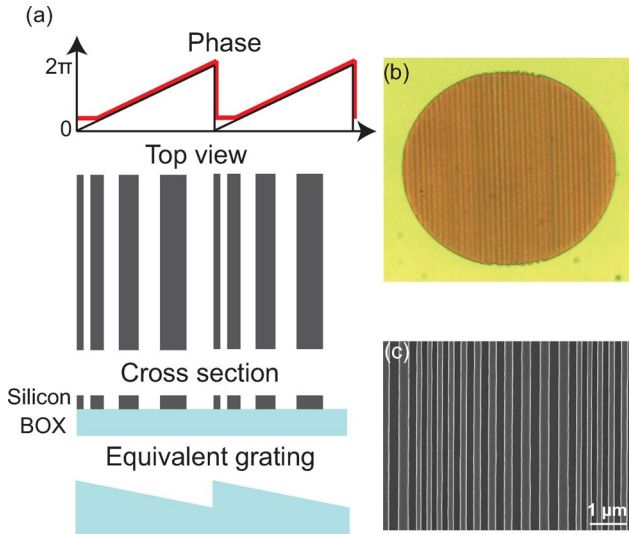 (a)
Phase
2π
0
Top view
Cross section
Silicon
BOX
Equivalent grating
(b)
(c)
1 μm